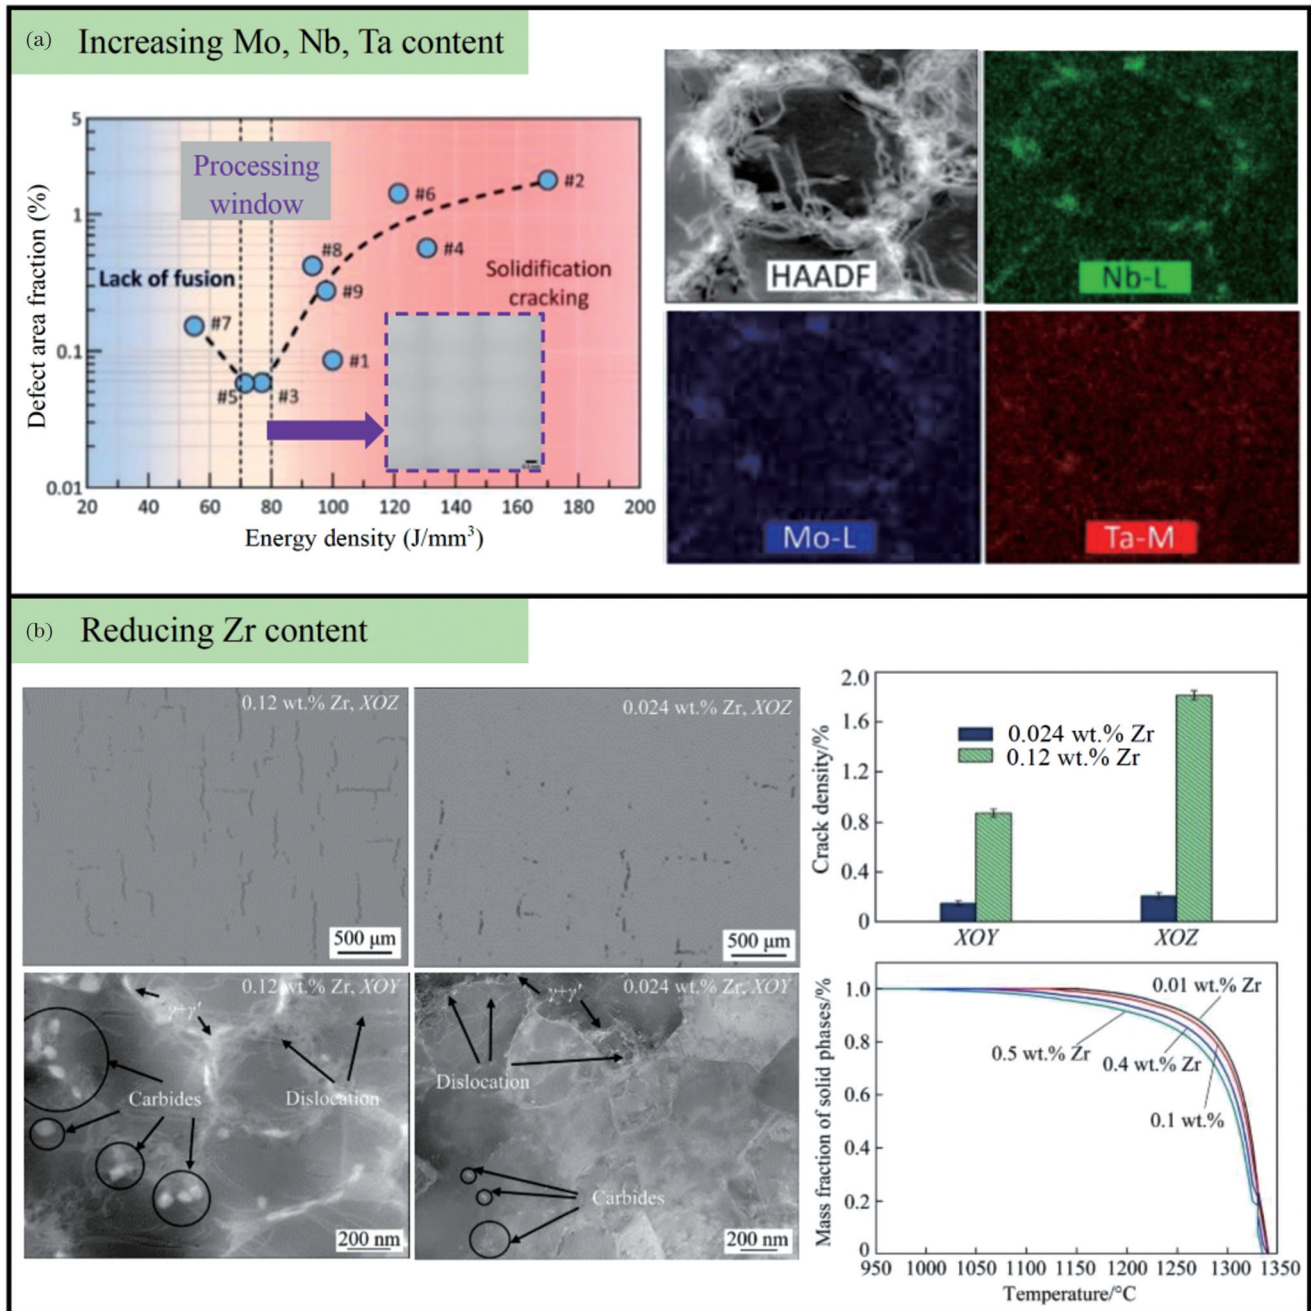 (a) Increasing Mo, Nb, Ta content
5
1
0.1
0.01
Defect area fraction (%)
Processing
window
Lack of fusion
Solidification
cracking
#6
#2
#8
#4
#9
#7
#1
#5
#3
20 40 60 80 100 120 140 160 180 200
Energy density (J/mm³)
HAADF
Nb-L
Mo-L
Ta-M
(b) Reducing Zr content
0.12 wt.% Zr, XOZ
500 μm
0.024 wt.% Zr, XOZ
500 μm
0.12 wt.% Zr, XOY
γ+γ′
Carbides
Dislocation
200 nm
0.024 wt.% Zr, XOY
γ+γ′
Dislocation
Carbides
200 nm
2.0
1.6
1.2
0.8
0.4
0
Crack density/%
0.024 wt.% Zr
0.12 wt.% Zr
XOY XOZ
1.0
0.8
0.6
0.4
0.2
0
Mass fraction of solid phases/%
0.01 wt.% Zr
0.5 wt.% Zr
0.4 wt.% Zr
0.1 wt.%
950 1000 1050 1100 1150 1200 1250 1300 1350
Temperature/°C